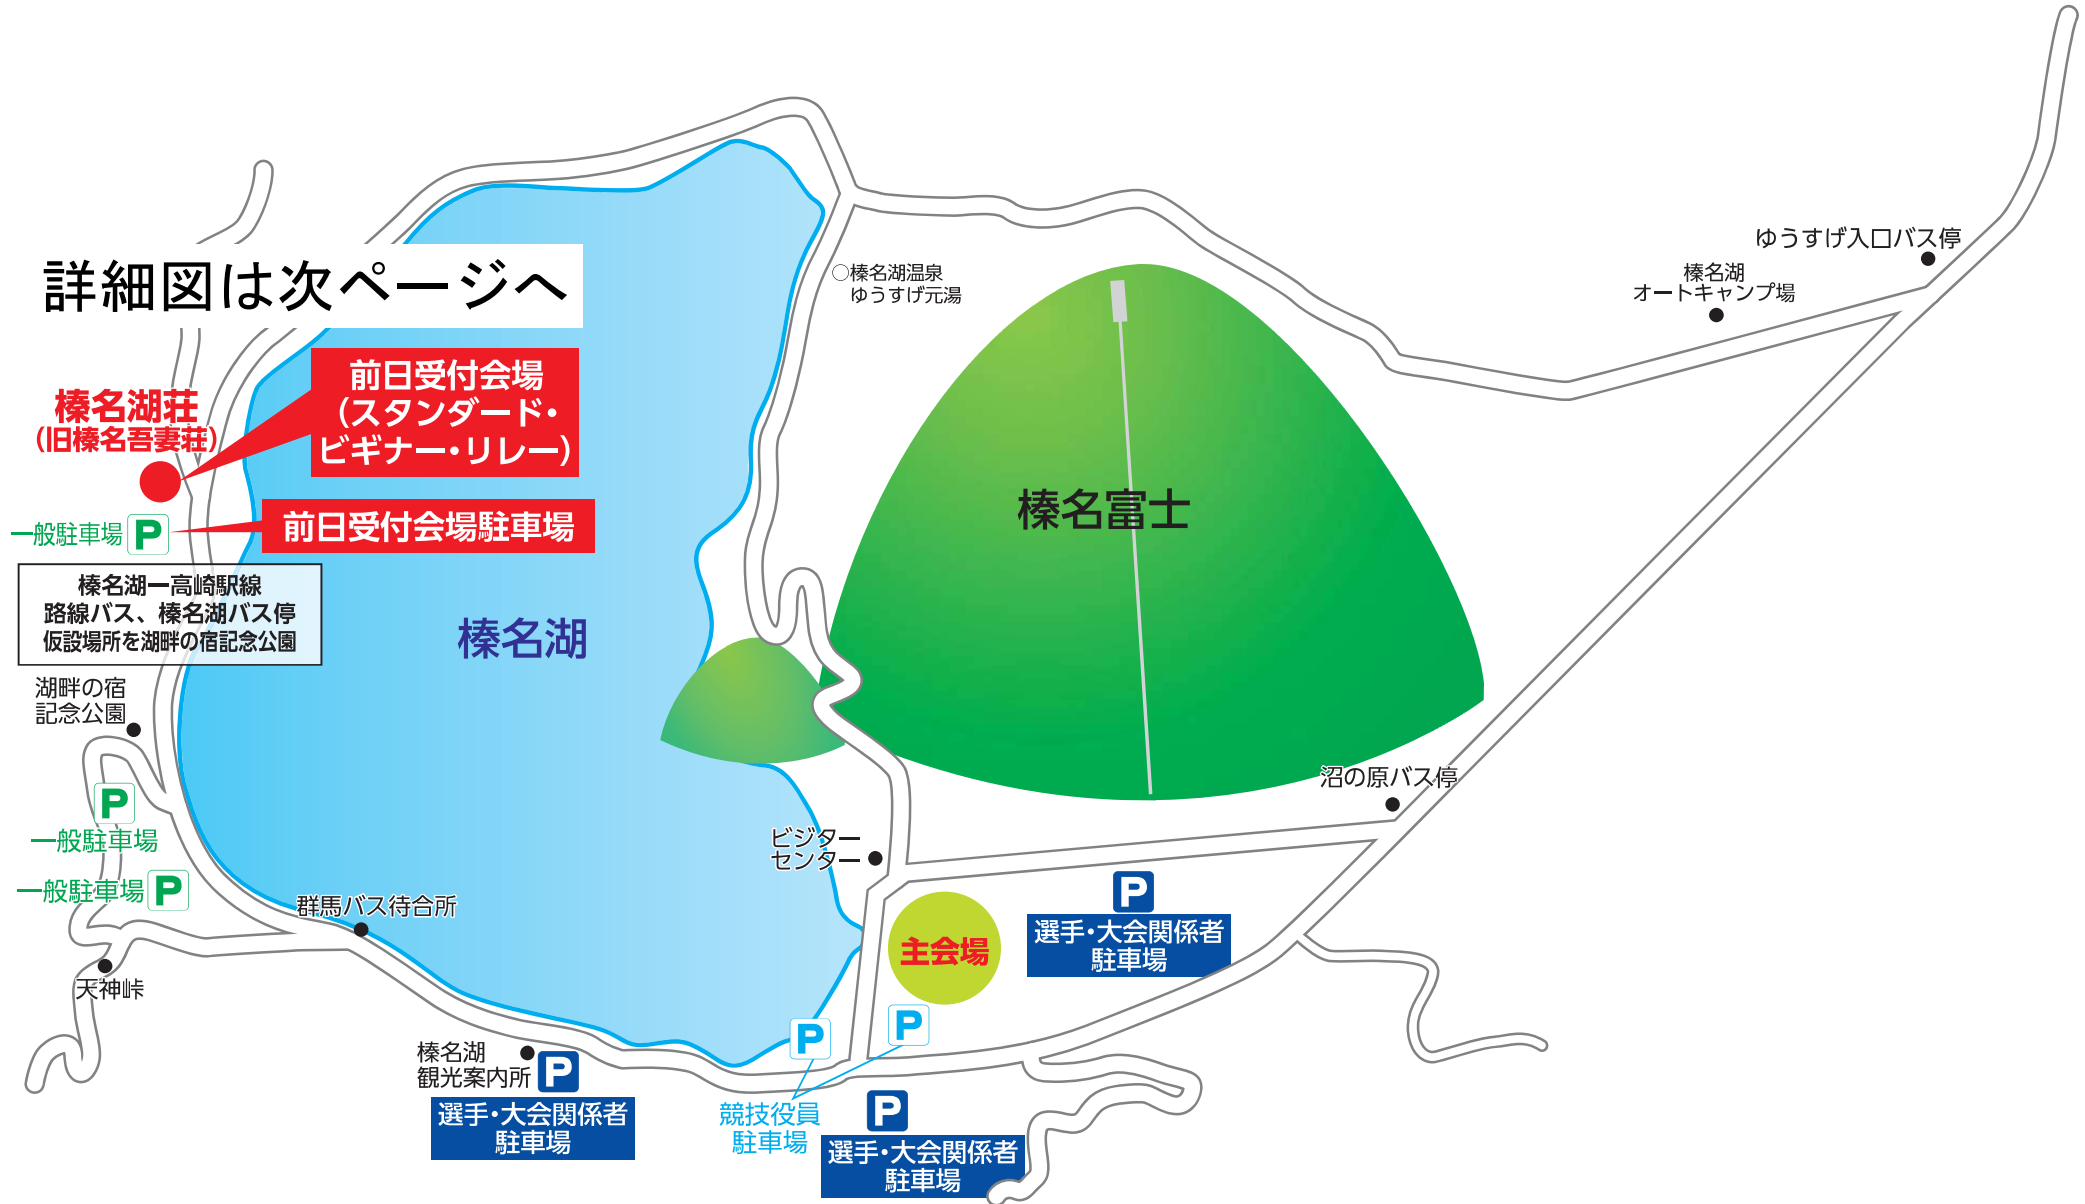 詳細図は次ページへ
ゆうすげ入口バス停
榛名湖
オートキャンプ場
○榛名湖温泉
ゆうすげ元湯
前日受付会場
（スタンダード・
ビギナー・リレー）
榛名湖荘
（旧榛名吾妻荘）
前日受付会場駐車場
一般駐車場
P
榛名湖ー高崎駅線
路線バス、榛名湖バス停
仮設場所を湖畔の宿記念公園
榛名湖
榛名富士
湖畔の宿
記念公園
P
一般駐車場
一般駐車場
P
沼の原バス停
ビジター
センター
群馬バス待合所
天神峠
主会場
P
選手・大会関係者
駐車場
P
P
競技役員
駐車場
榛名湖
観光案内所
P
選手・大会関係者
駐車場
P
選手・大会関係者
駐車場